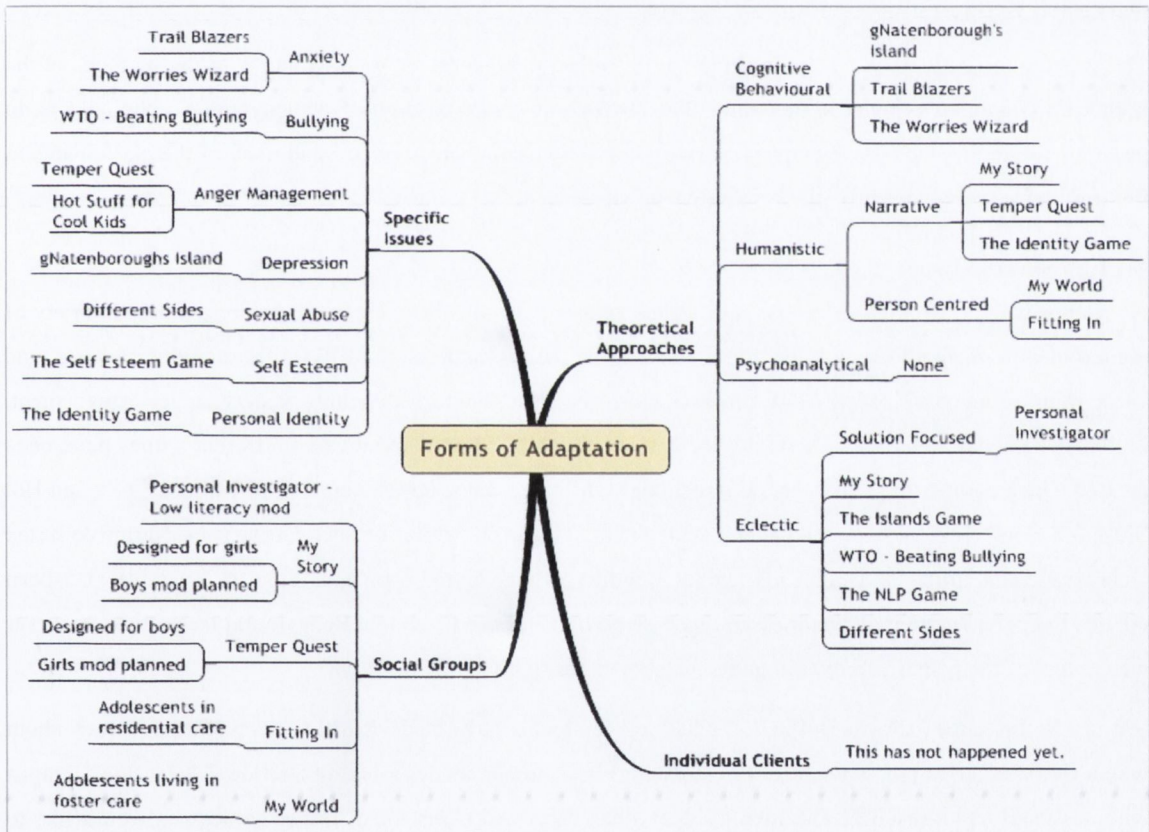 Trail Blazers
The Worries Wizard
Anxiety
WTO - Beating Bullying
Bullying
Temper Quest
Hot Stuff for
Cool Kids
Anger Management
gNatenboroughs Island
Depression
Different Sides
Sexual Abuse
The Self Esteem Game
Self Esteem
The Identity Game
Personal Identity
Specific
Issues
Forms of Adaptation
Theoretical
Approaches
Cognitive
Behavioural
gNatenborough's
Island
Trail Blazers
The Worries Wizard
Humanistic
Narrative
My Story
Temper Quest
The Identity Game
Person Centred
My World
Fitting In
Psychoanalytical
None
Eclectic
Solution Focused
Personal
Investigator
My Story
The Islands Game
WTO - Beating Bullying
The NLP Game
Different Sides
Personal Investigator -
Low literacy mod
Designed for girls
Boys mod planned
My
Story
Designed for boys
Girls mod planned
Temper Quest
Social Groups
Adolescents in
residential care
Fitting In
Adolescents living in
foster care
My World
Individual Clients
This has not happened yet.